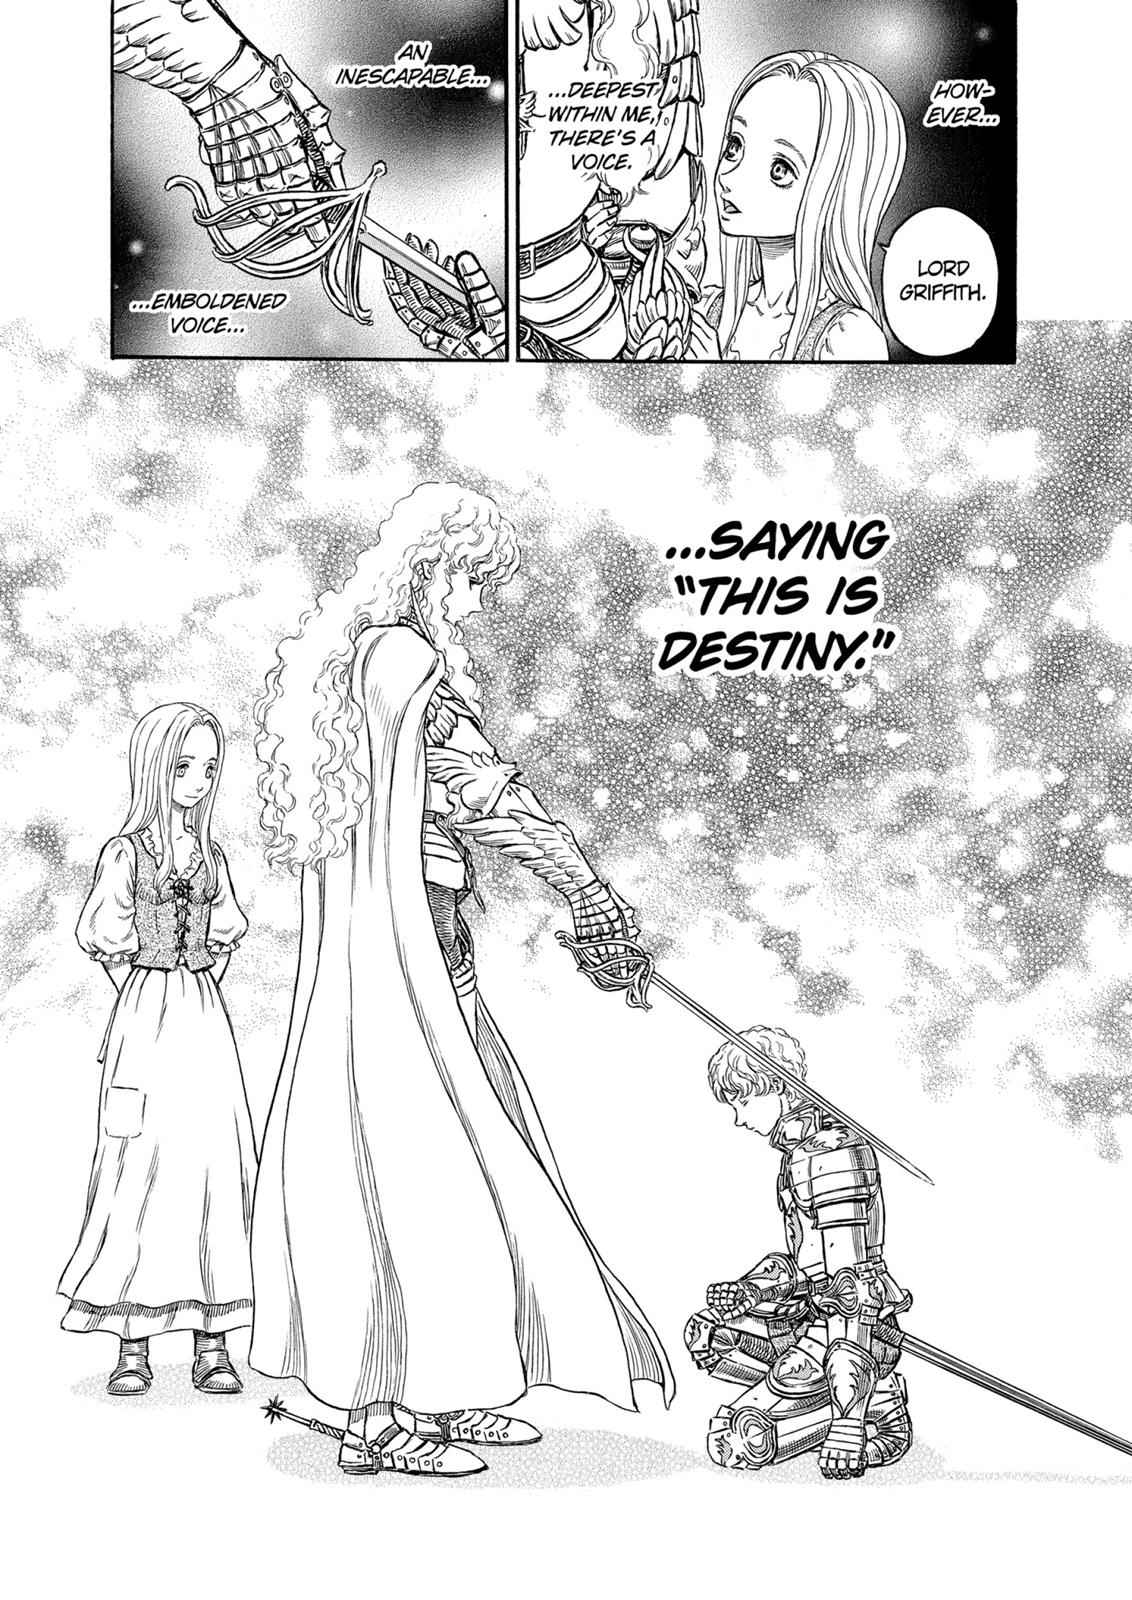 HOW-
EVER...
LORD
GRIFFITH.
...DEEPEST
WITHIN ME,
THERE'S A
VOICE.
AN
INESCAPABLE...
...EMBOLDENED
VOICE...
...SAYING
"THIS IS
DESTINY."